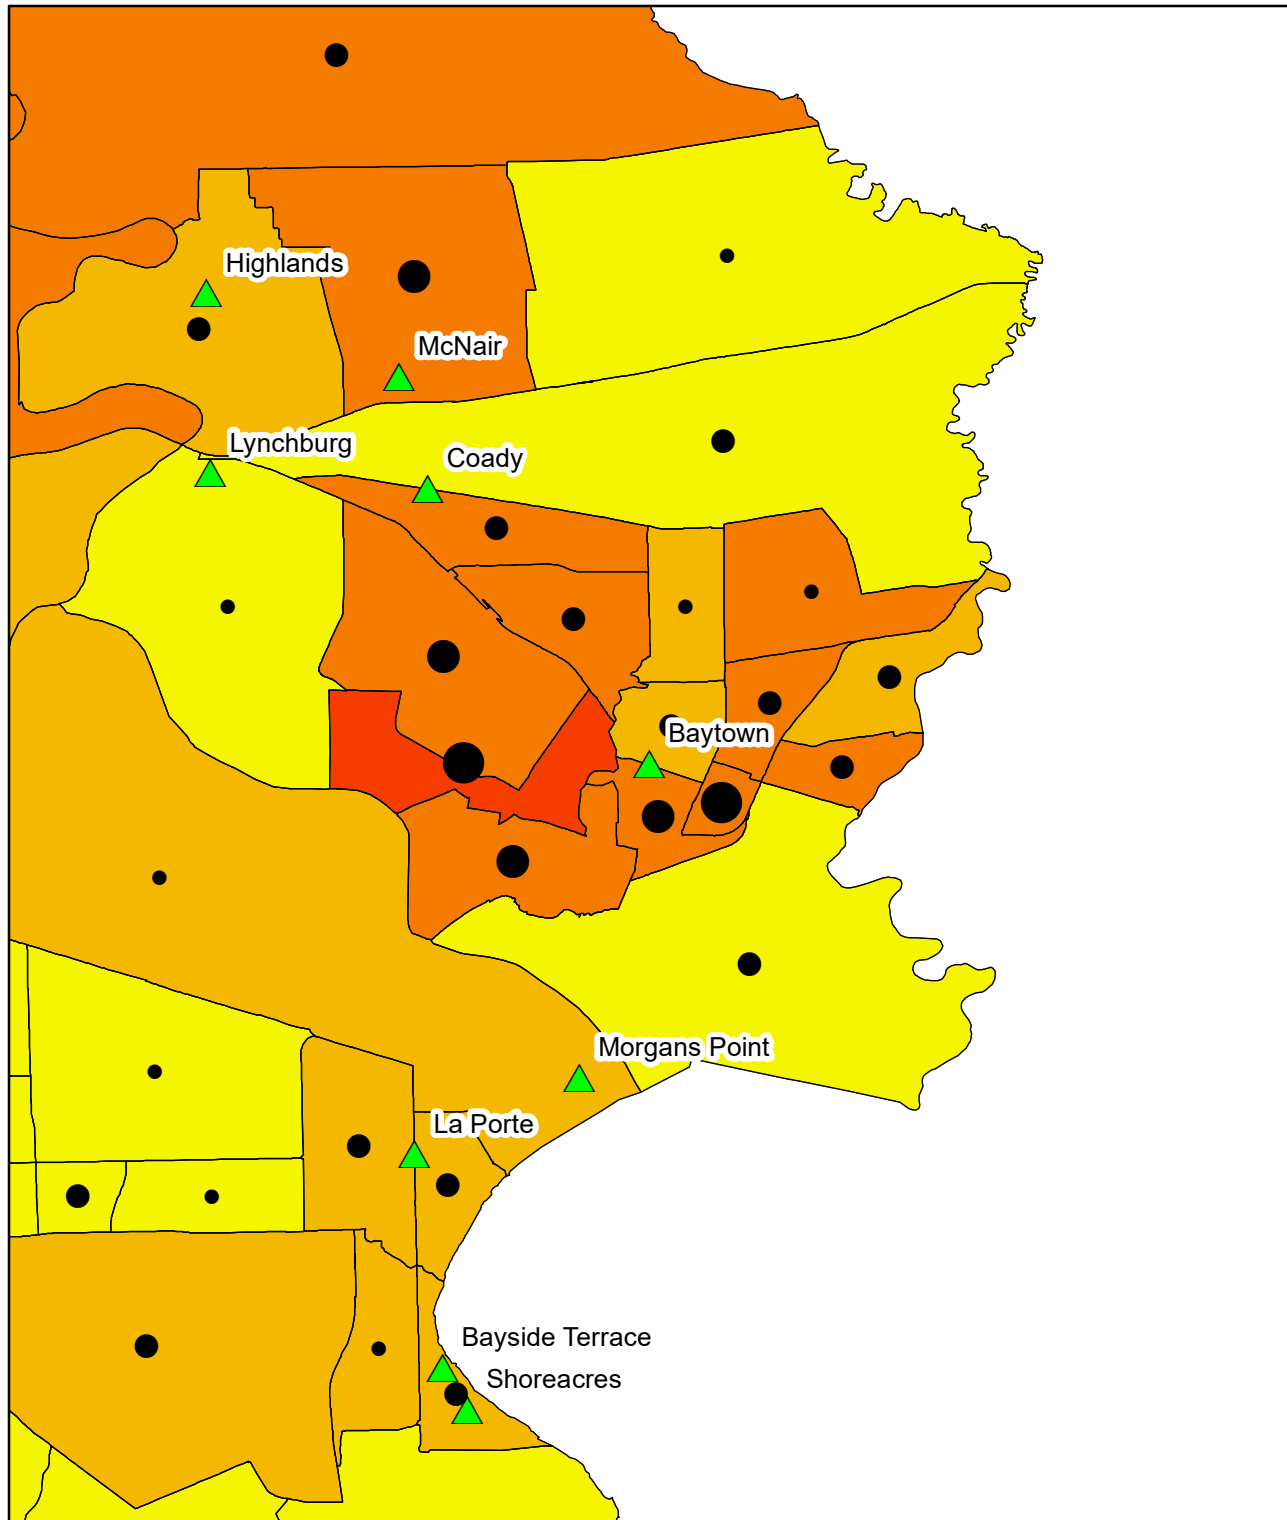 Highlands
McNair
Lynchburg
Coady
Baytown
Morgans Point
La Porte
Bayside Terrace
Shoreacres